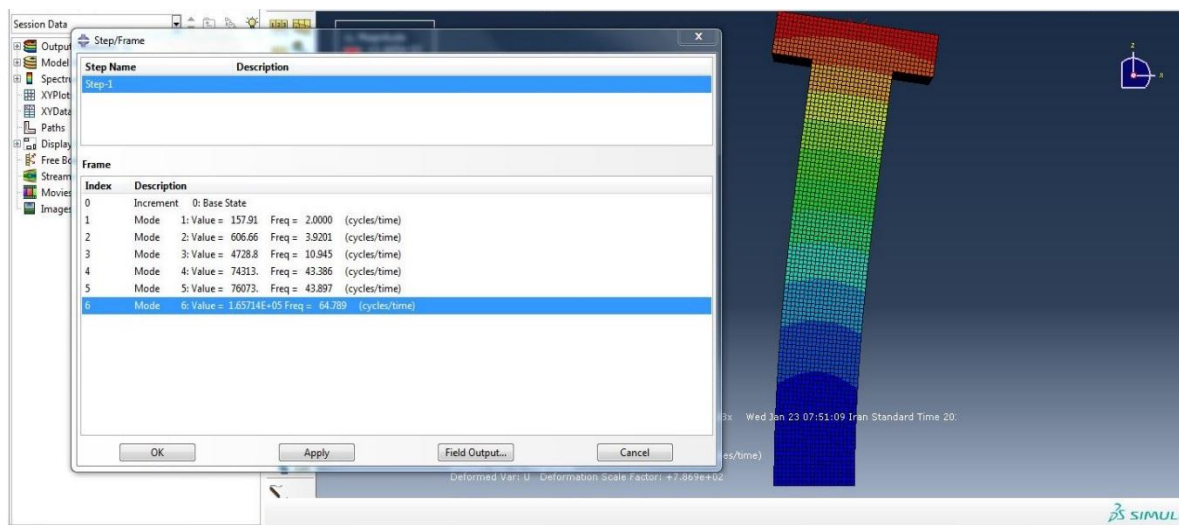 Session Data
Step/Frame
X
Step Name Description
Step-1
Output
Model
Spectru
XYPlot
XYData
Paths
Display
Free Bo
Stream
Movies
Images
Frame
Index Description
0 Increment 0: Base State
1 Mode 1: Value = 157.91 Freq = 2.0000 (cycles/time)
2 Mode 2: Value = 606.66 Freq = 3.9201 (cycles/time)
3 Mode 3: Value = 4728.8 Freq = 10.945 (cycles/time)
4 Mode 4: Value = 74313. Freq = 43.386 (cycles/time)
5 Mode 5: Value = 76073. Freq = 43.897 (cycles/time)
6 Mode 6: Value = 1.65714E+05 Freq = 64.789 (cycles/time)
OK Apply Field Output... Cancel
3x Wed Jan 23 07:51:09 Iran Standard Time 20
es/time)
Deformed Var: U Deformation Scale Factor: +7.869e+02
z
x
SIMUL